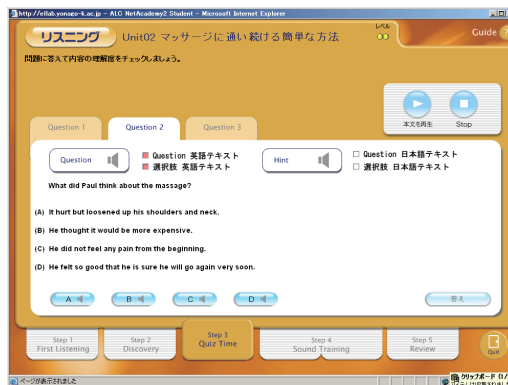 http://ellab.yonago-k.ac.jp - ALC NetAcademy2 Student - Microsoft Internet Explorer
リスニング Unit02 マッサージに通い続ける簡単な方法 レベル Guide ?
問題に答えて内容の理解度をチェックしましょう。
本文を再生 Stop
Question 1 Question 2 Question 3
Question Question 英語テキスト Hint Question 日本語テキスト
選択肢 英語テキスト 選択肢 日本語テキスト
What did Paul think about the massage?
(A) It hurt but loosened up his shoulders and neck.
(B) He thought it would be more expensive.
(C) He did not feel any pain from the beginning.
(D) He felt so good that he is sure he will go again very soon.
A B C D 答え
Step 1 Step 2 Step 3 Step 4 Step 5
First Listening Discovery Quiz Time Sound Training Review Quit
ページが表示されました
クリップボード (1/